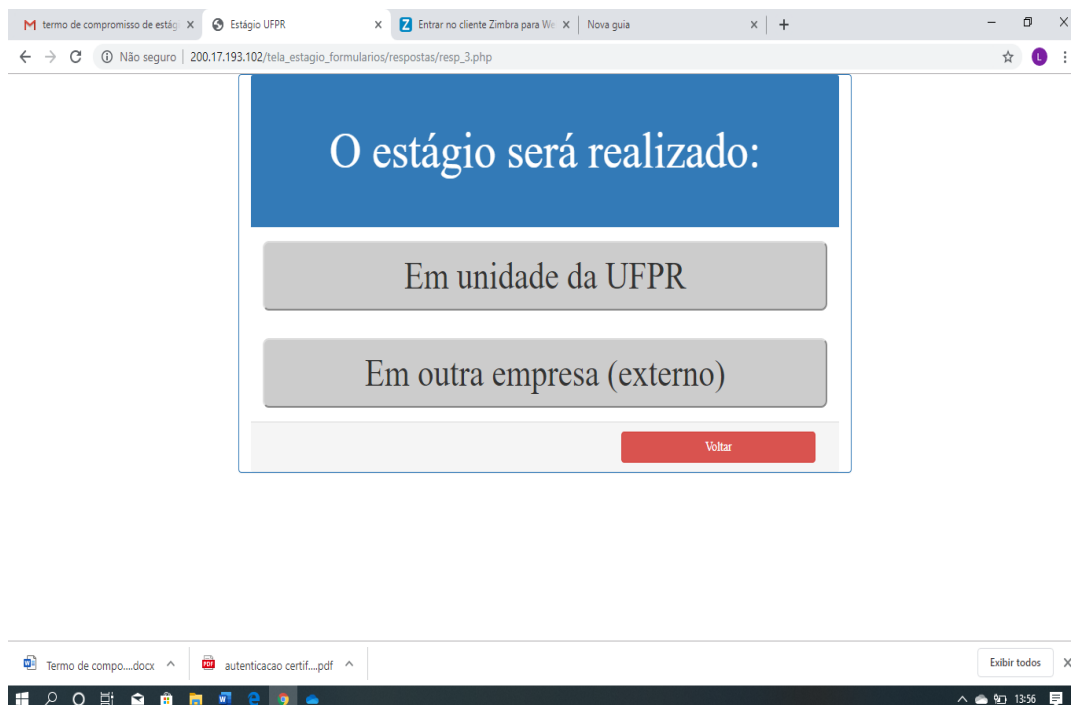 termo de compromisso de estág
Estágio UFPR
Entrar no cliente Zimbra para We
Nova guia
Não seguro
200.17.193.102/tela_estagio_formularios/respostas/resp_3.php
L
O estágio será realizado:
Em unidade da UFPR
Em outra empresa (externo)
Voltar
Termo de compo....docx
autenticacao certif....pdf
Exibir todos
13:56